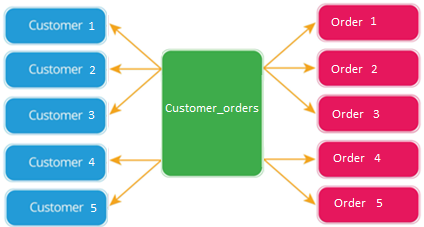 Customer 1
Customer 2
Customer 3
Customer 4
Customer 5
Customer_orders
Order 1
Order 2
Order 3
Order 4
Order 5